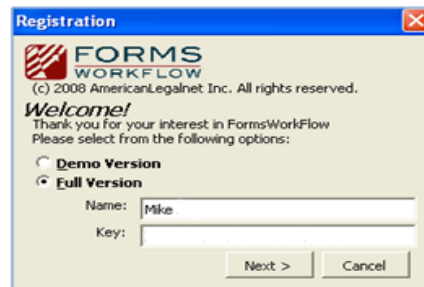 Registration
FORMS
WORKFLOW
(c) 2008 AmericanLegalnet Inc. All rights reserved.
Welcome!
Thank you for your interest in FormsWorkFlow
Please select from the following options:
Demo Version
Full Version
Name: Mike
Key:
Next > Cancel